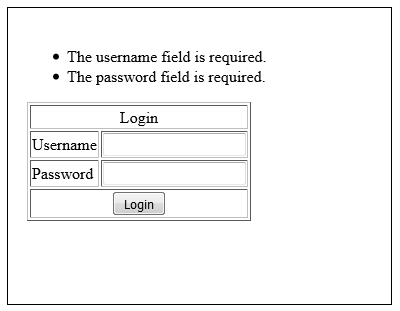 The username field is required.
The password field is required.
Login
Username
Password
Login